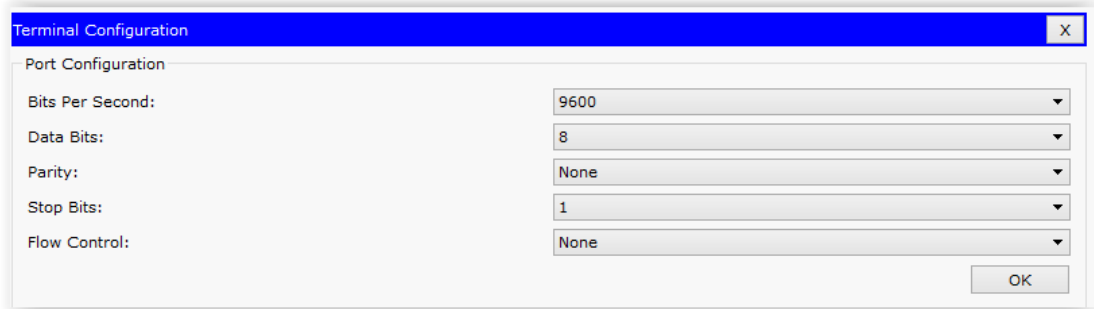 Terminal Configuration X
Port Configuration
Bits Per Second: 9600
Data Bits: 8
Parity: None
Stop Bits: 1
Flow Control: None
OK